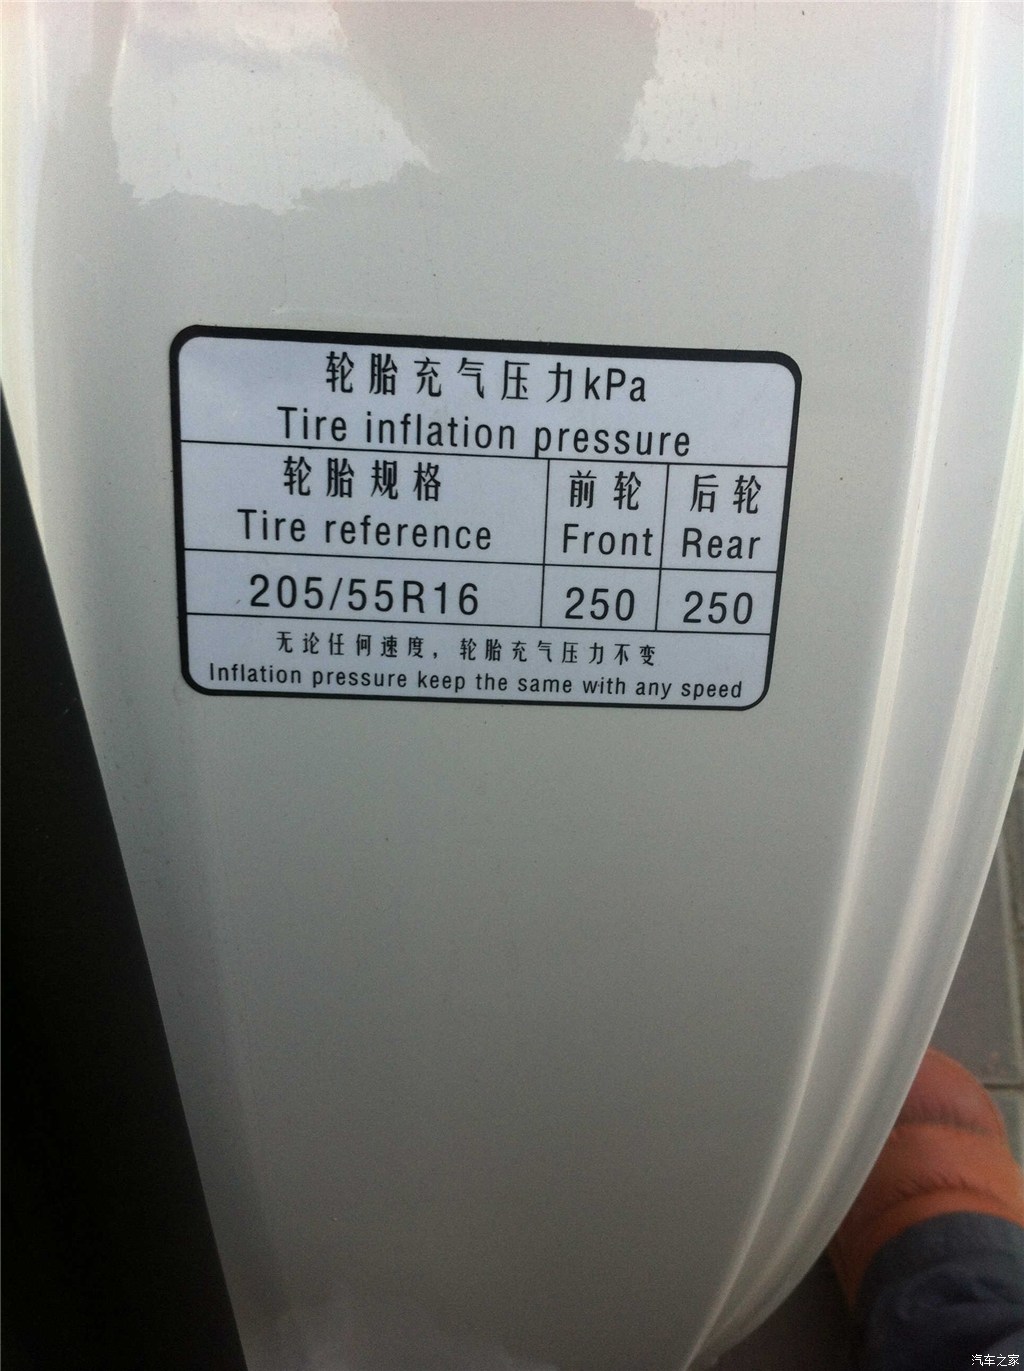 轮胎充气压力kPa
Tire inflation pressure
轮胎规格
Tire reference
前轮
Front
后轮
Rear
205/55R16
250
250
无论任何速度，轮胎充气压力不变
Inflation pressure keep the same with any speed
汽车之家